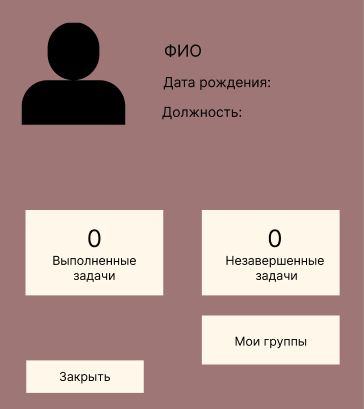 ФИО
Дата рождения:
Должность:
0
Выполненные
задачи
0
Незавершенные
задачи
Мои группы
Закрыть